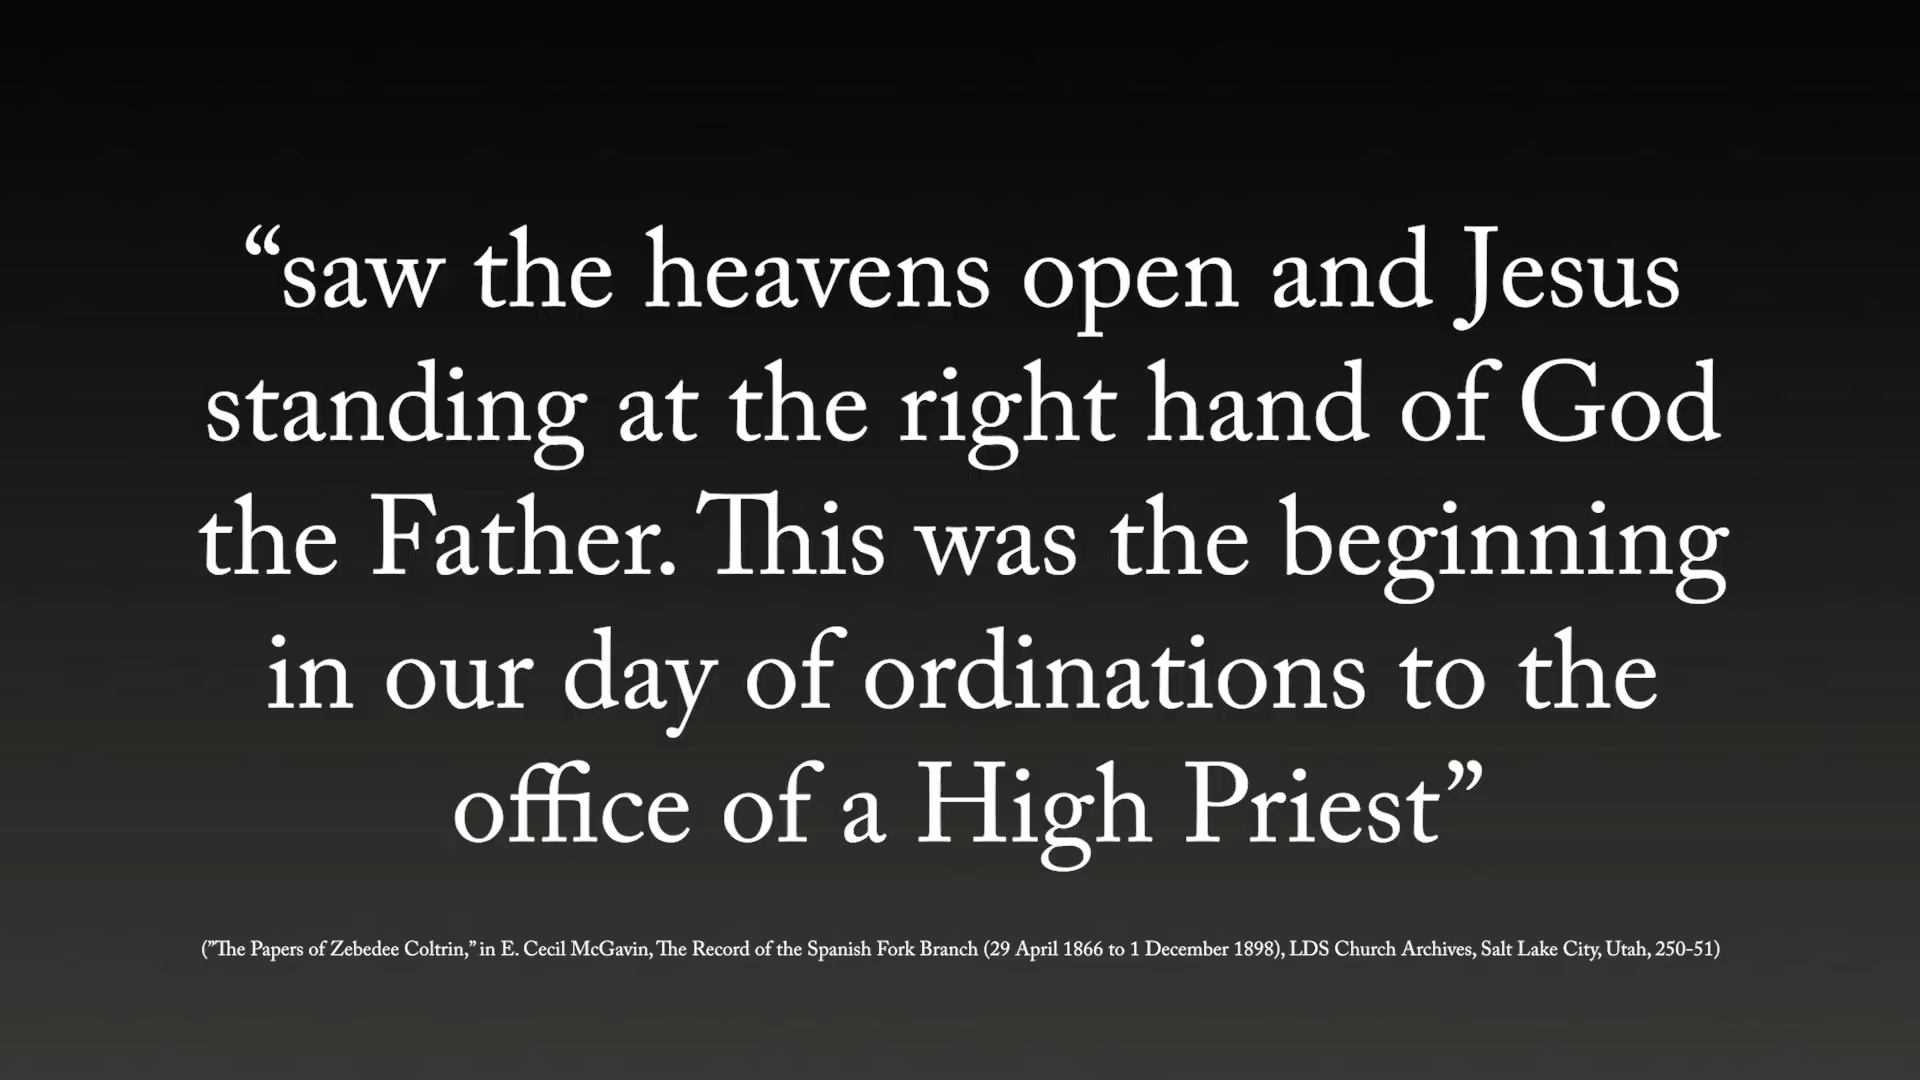 “saw the heavens open and Jesus
standing at the right hand of God
the Father. This was the beginning
in our day of ordinations to the
office of a High Priest”
(”The Papers of Zebedee Coltrin,” in E. Cecil McGavin, The Record of the Spanish Fork Branch (29 April 1866 to 1 December 1898), LDS Church Archives, Salt Lake City, Utah, 250-51)